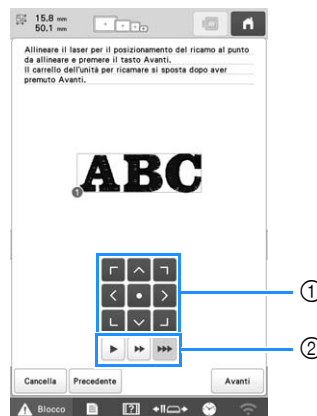 15.8 mm
50.1 mm
Allineare il laser per il posizionamento del ricamo al punto
da allineare e premere il tasto Avanti.
Il carrello dell'unità per ricamare si sposta dopo aver
premuto Avanti.
ABC
1
①
②
Cancella
Precedente
Avanti
Blocco
[?]